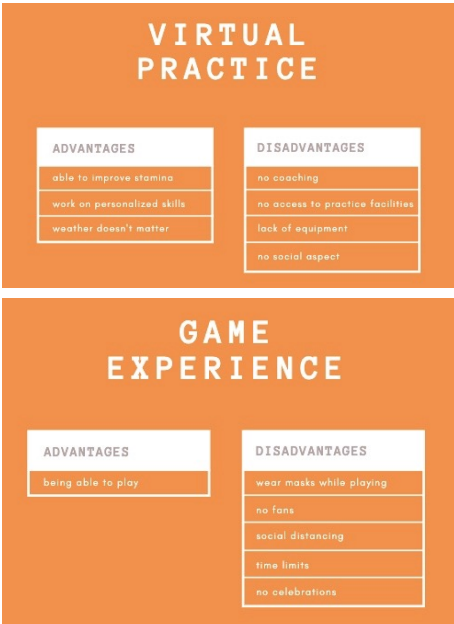 VIRTUAL
PRACTICE
ADVANTAGES
able to improve stamina
work on personalized skills
weather doesn't matter
DISADVANTAGES
no coaching
no access to practice facilities
lack of equipment
no social aspect
GAME
EXPERIENCE
ADVANTAGES
being able to play
DISADVANTAGES
wear masks while playing
no fans
social distancing
time limits
no celebrations